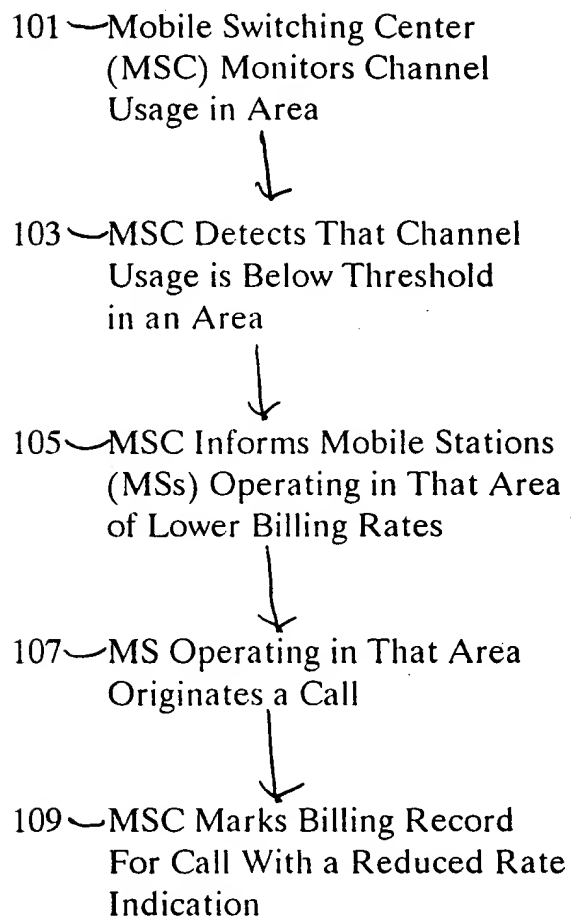 101 Mobile Switching Center
(MSC) Monitors Channel
Usage in Area
103 MSC Detects That Channel
Usage is Below Threshold
in an Area
105 MSC Informs Mobile Stations
(MSs) Operating in That Area
of Lower Billing Rates
107 MS Operating in That Area
Originates a Call
109 MSC Marks Billing Record
For Call With a Reduced Rate
Indication